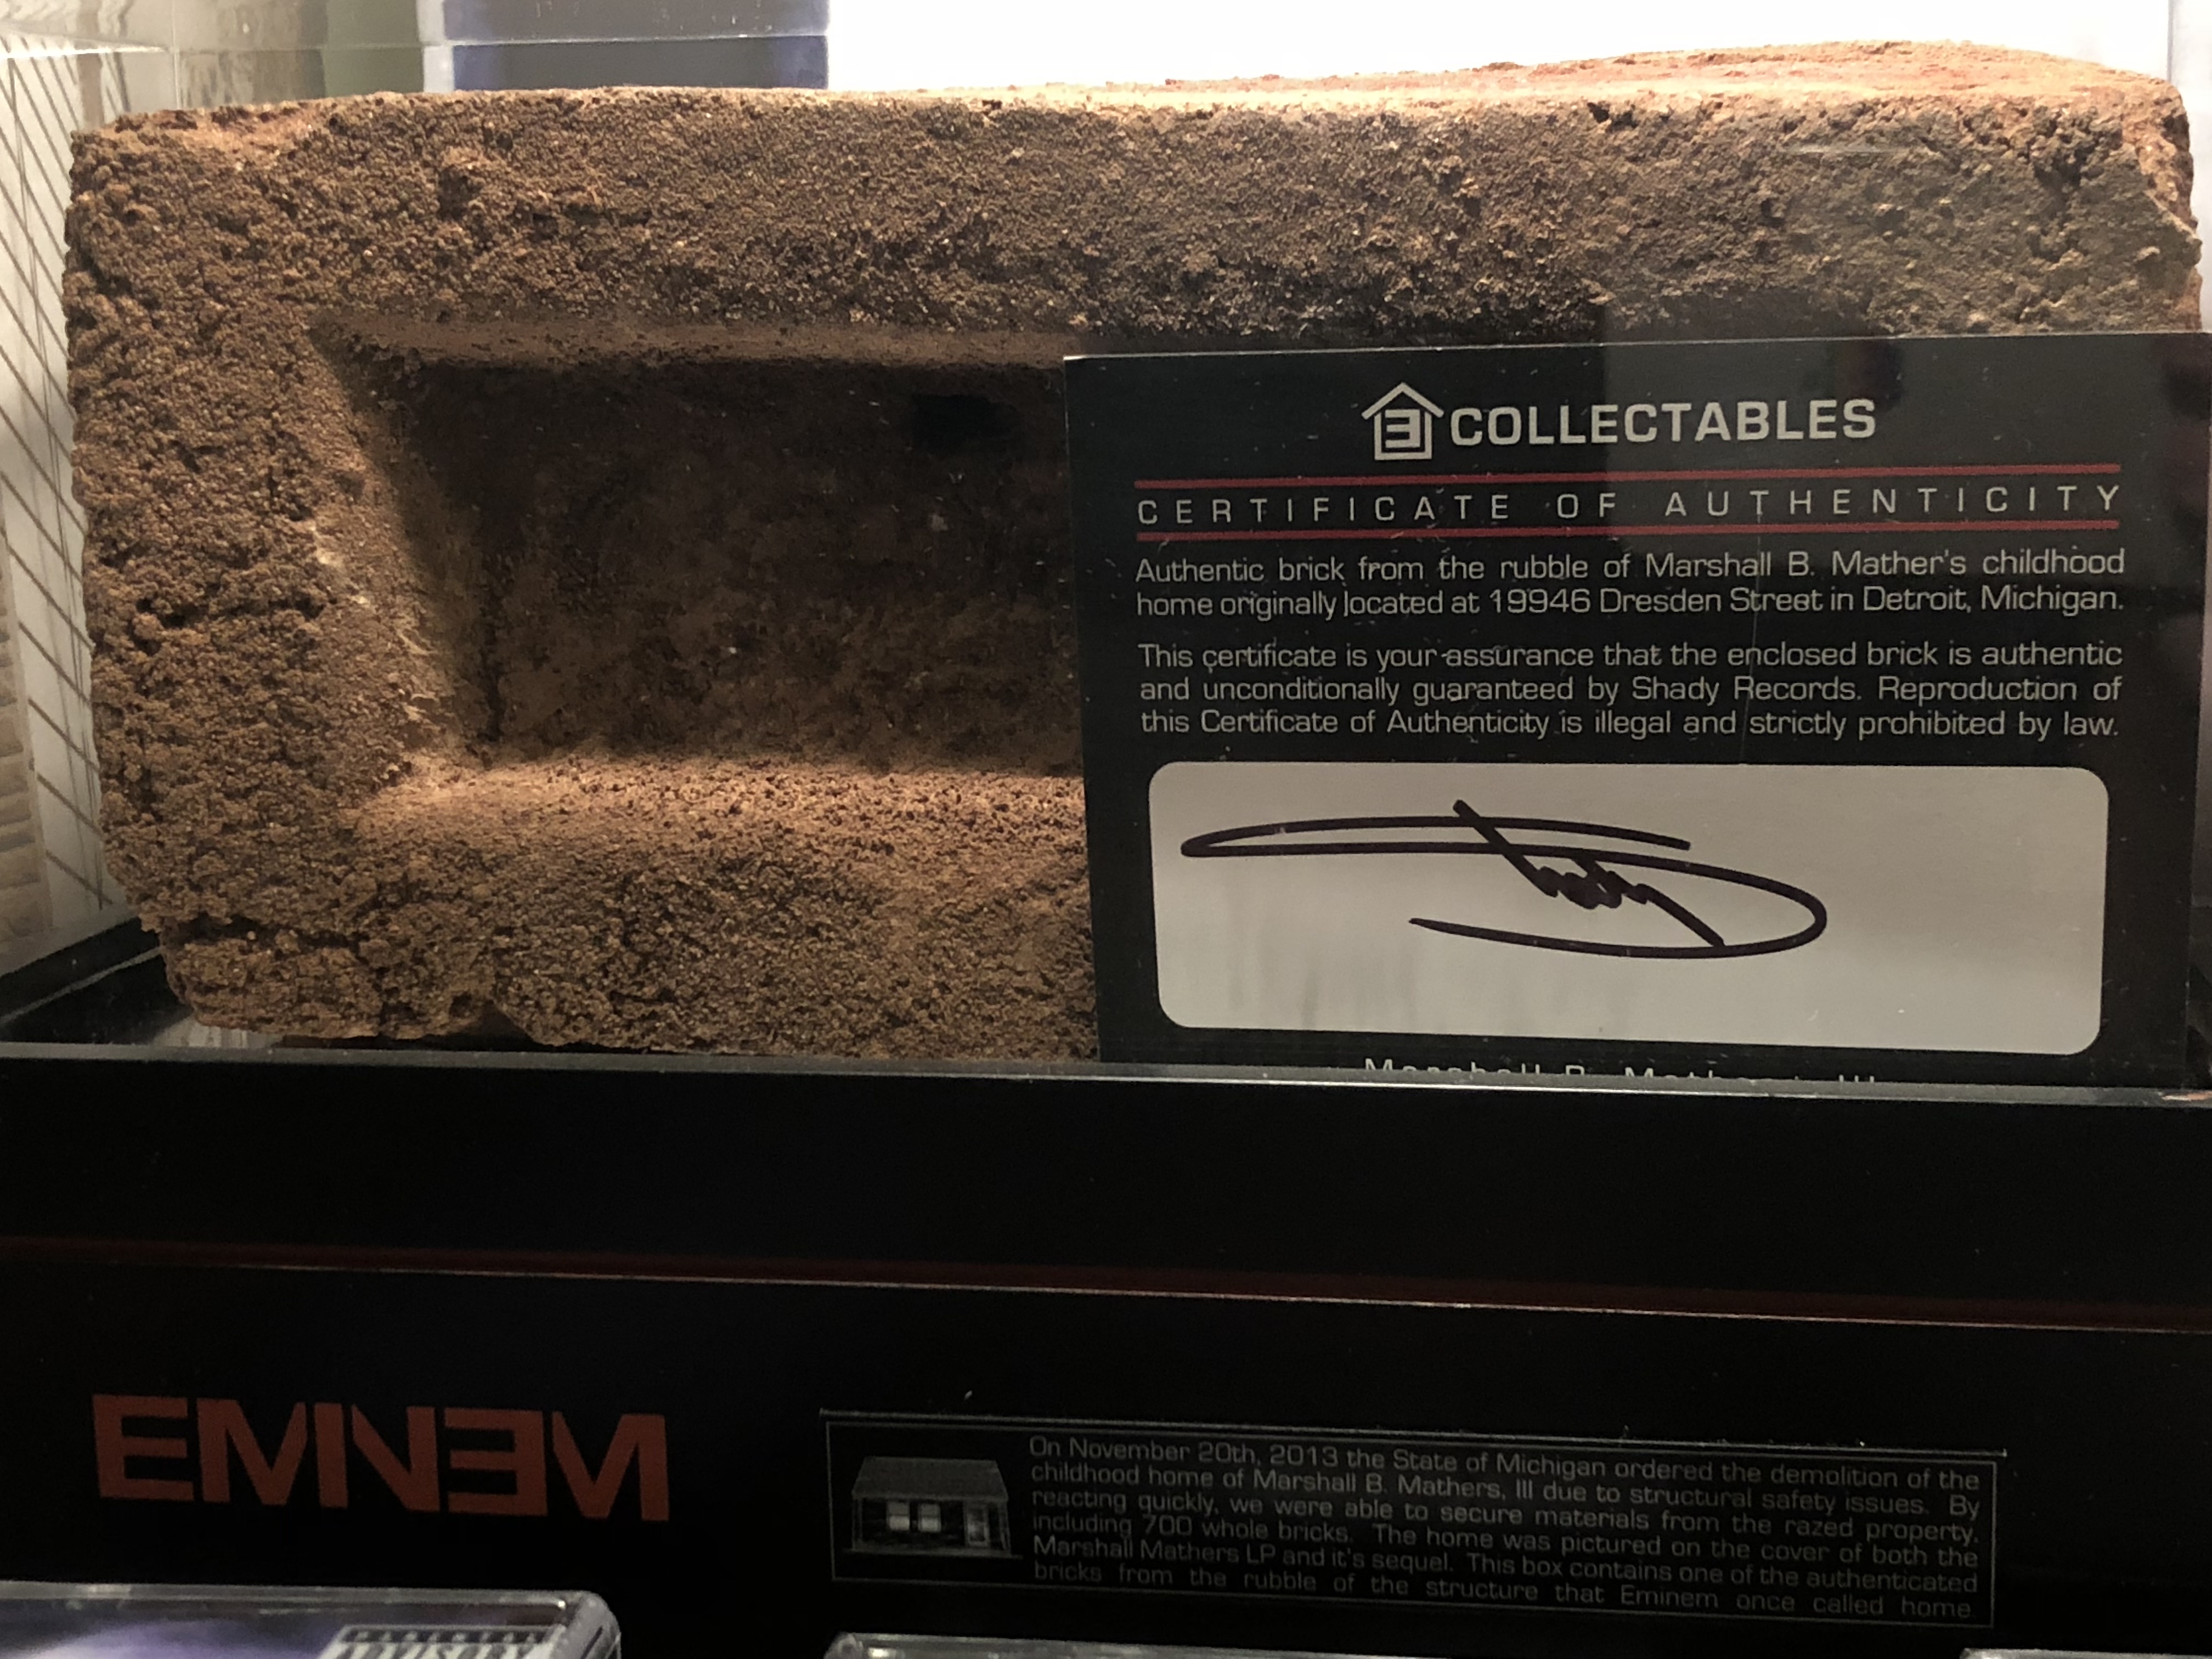 COLLECTABLES
CERTIFICATE OF AUTHENTICITY
Authentic brick from the rubble of Marshall B. Mather's childhood
home originally located at 19946 Dresden Street in Detroit, Michigan.
This certificate is your assurance that the enclosed brick is authentic
and unconditionally guaranteed by Shady Records. Reproduction of
this Certificate of Authenticity is illegal and strictly prohibited by law.
Shady
Marshall B.
EMINEM
On November 20th, 2013 the State of Michigan ordered the demolition of the
childhood home of Marshall B. Mathers, III due to structural safety issues. By
reacting quickly, we were able to secure materials from the razed property,
including 700 whole bricks. The home was pictured on the cover of both the
Marshall Mathers LP and it's sequel. This box contains one of the authenticated
bricks from the rubble of the structure that Eminem once called home.